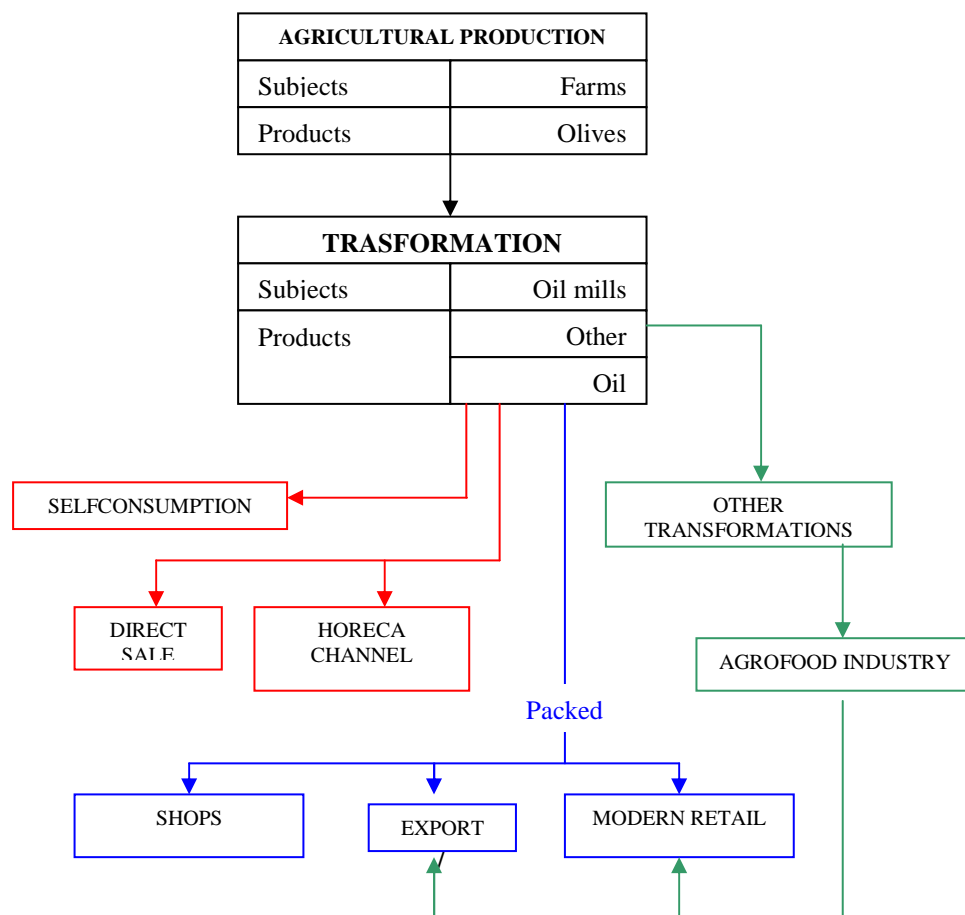 AGRICULTURAL PRODUCTION
Subjects Farms
Products Olives
TRASFORMATION
Subjects Oil mills
Products Other
Oil
SELFCONSUMPTION
OTHER
TRANSFORMATIONS
DIRECT
SALE
HORECA
CHANNEL
AGROFOOD INDUSTRY
Packed
SHOPS
EXPORT
MODERN RETAIL